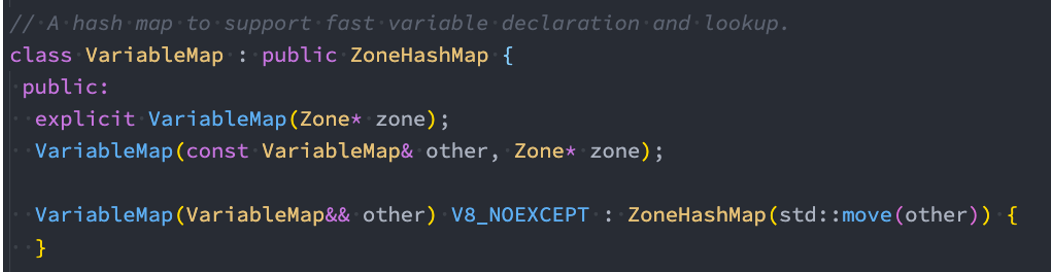 // A hash map to support fast variable declaration and lookup.
class VariableMap : public ZoneHashMap {
 public:
  explicit VariableMap(Zone* zone);
  VariableMap(const VariableMap& other, Zone* zone);

  VariableMap(VariableMap&& other) V8_NOEXCEPT : ZoneHashMap(std::move(other)) {
  }